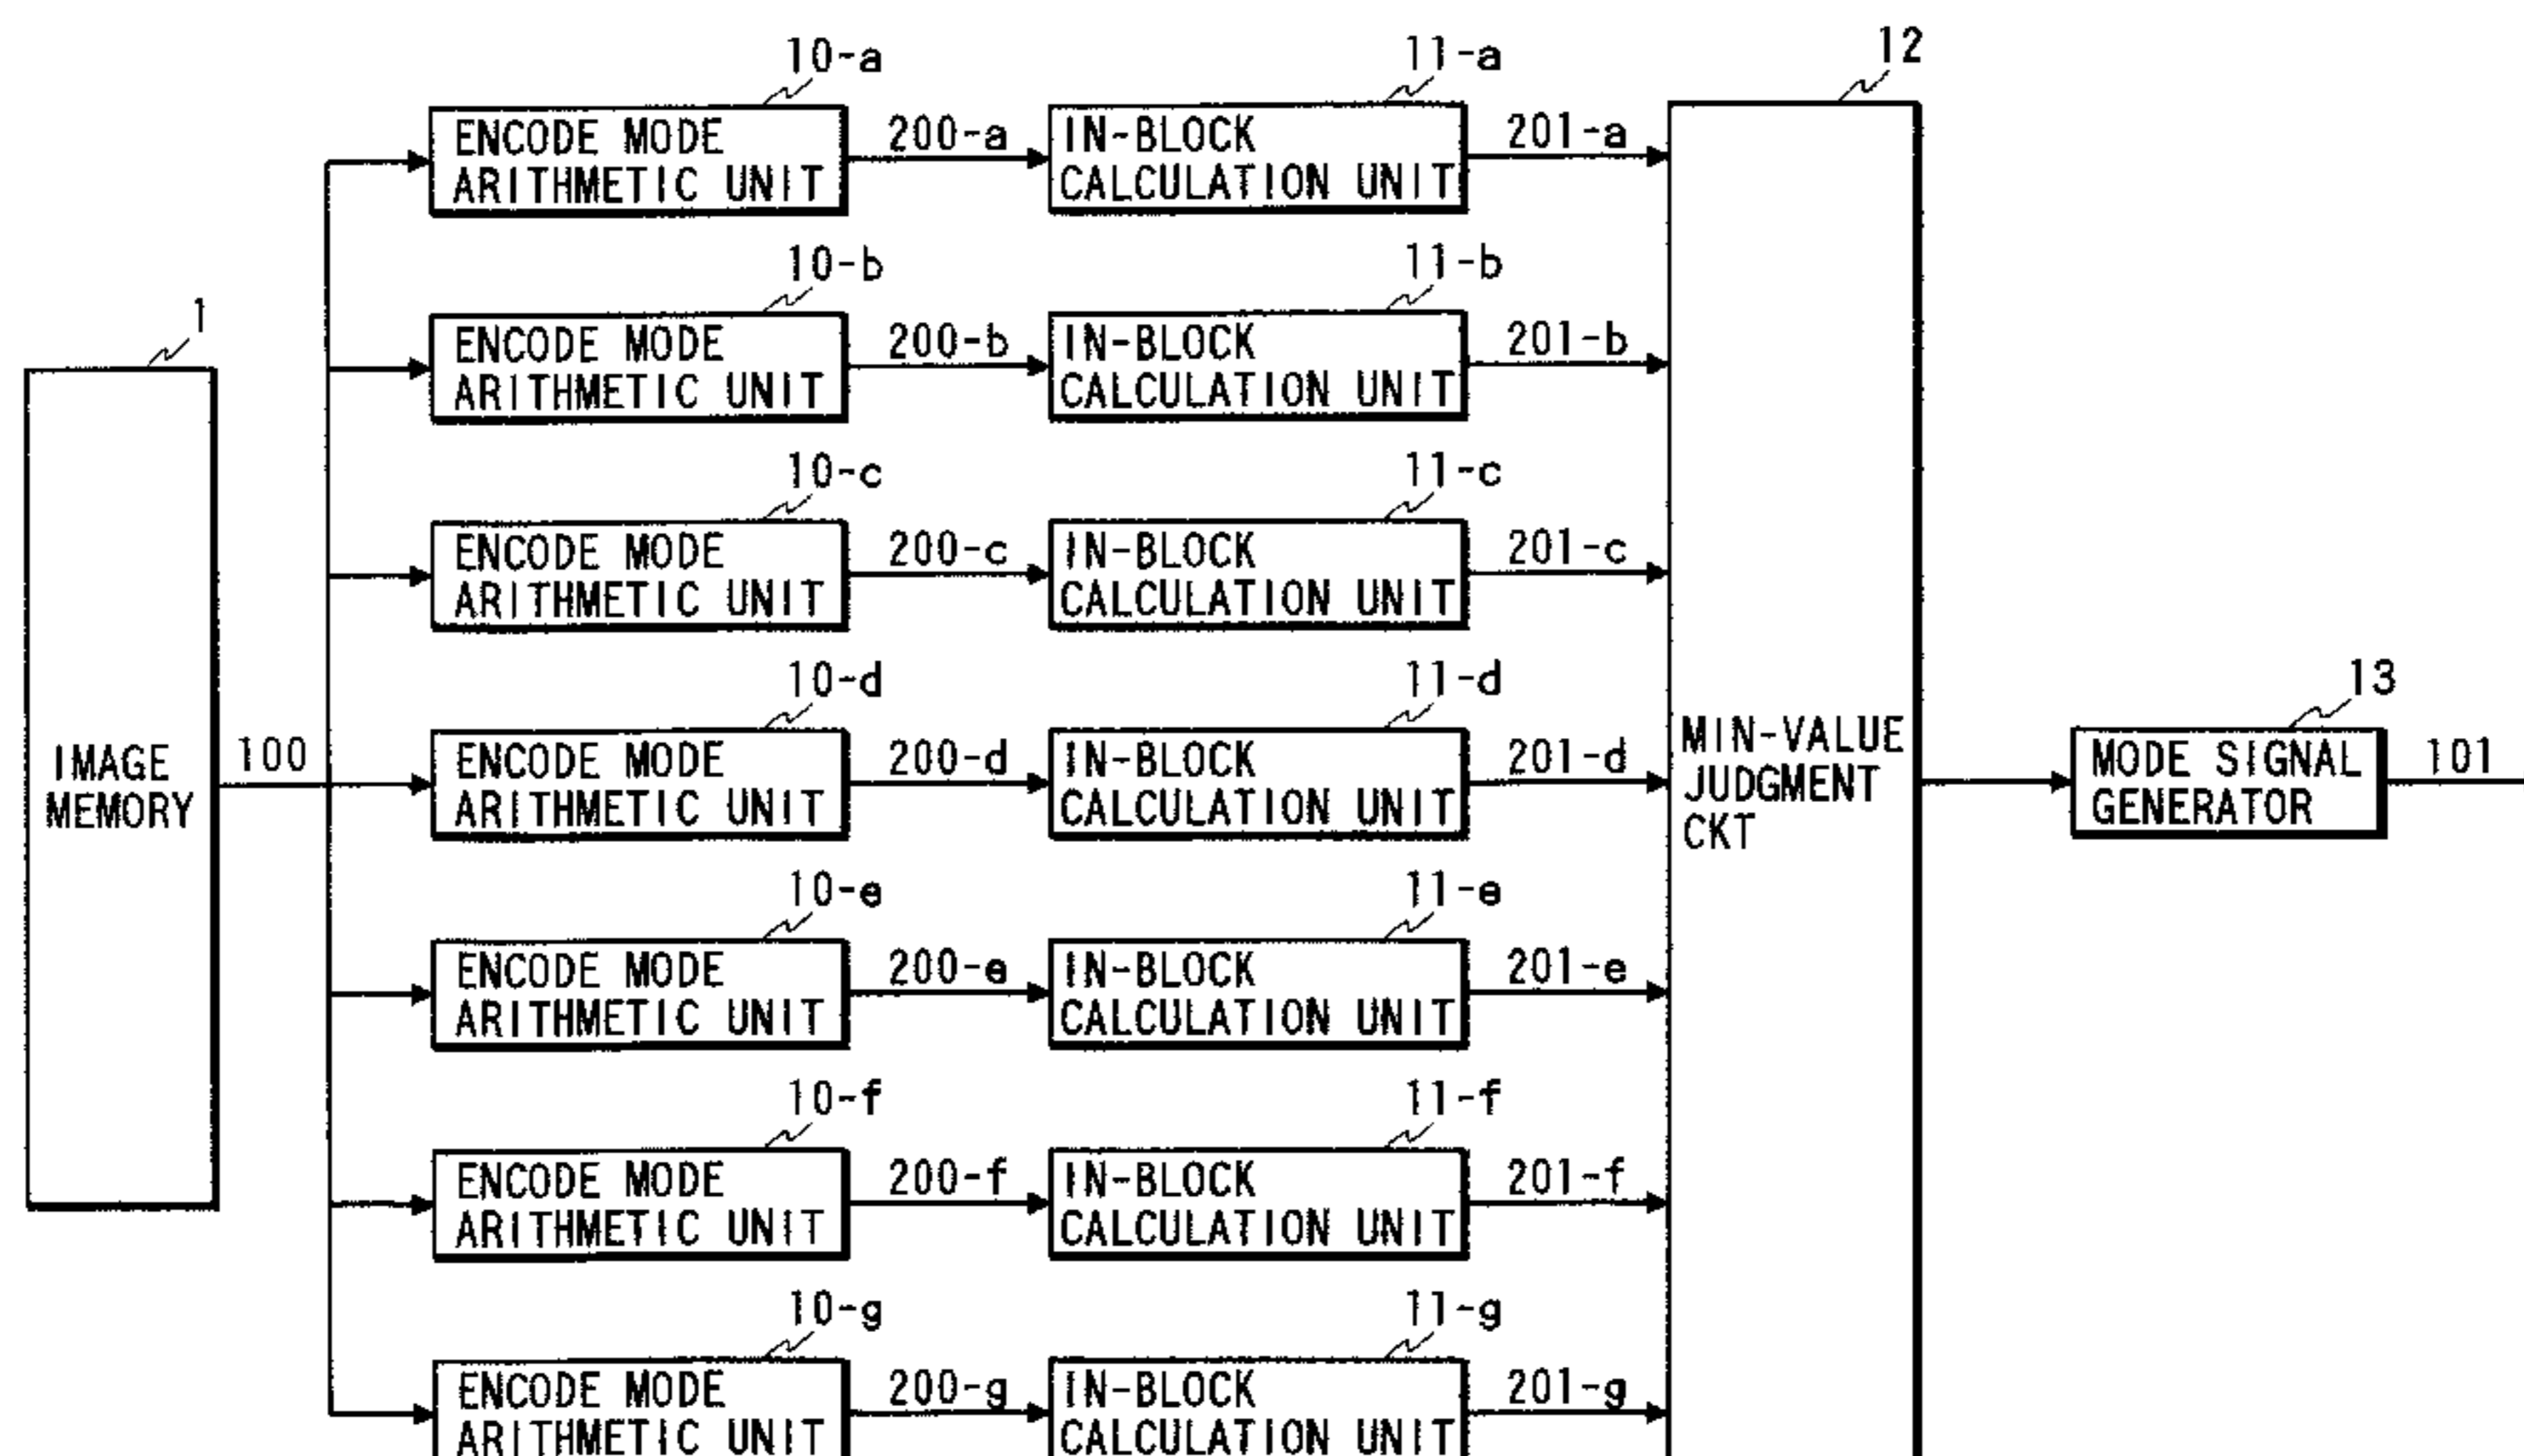 10-a
11-a
12
ENCODE MODE
ARITHMETIC UNIT
200-a
IN-BLOCK
CALCULATION UNIT
201-a
10-b
11-b
1
ENCODE MODE
ARITHMETIC UNIT
200-b
IN-BLOCK
CALCULATION UNIT
201-b
10-c
11-c
ENCODE MODE
ARITHMETIC UNIT
200-c
IN-BLOCK
CALCULATION UNIT
201-c
10-d
11-d
13
IMAGE
MEMORY
100
ENCODE MODE
ARITHMETIC UNIT
200-d
IN-BLOCK
CALCULATION UNIT
201-d
MIN-VALUE
JUDGMENT
CKT
MODE SIGNAL
GENERATOR
101
10-e
11-e
ENCODE MODE
ARITHMETIC UNIT
200-e
IN-BLOCK
CALCULATION UNIT
201-e
10-f
11-f
ENCODE MODE
ARITHMETIC UNIT
200-f
IN-BLOCK
CALCULATION UNIT
201-f
10-g
11-g
ENCODE MODE
ARITHMETIC UNIT
200-g
IN-BLOCK
CALCULATION UNIT
201-g